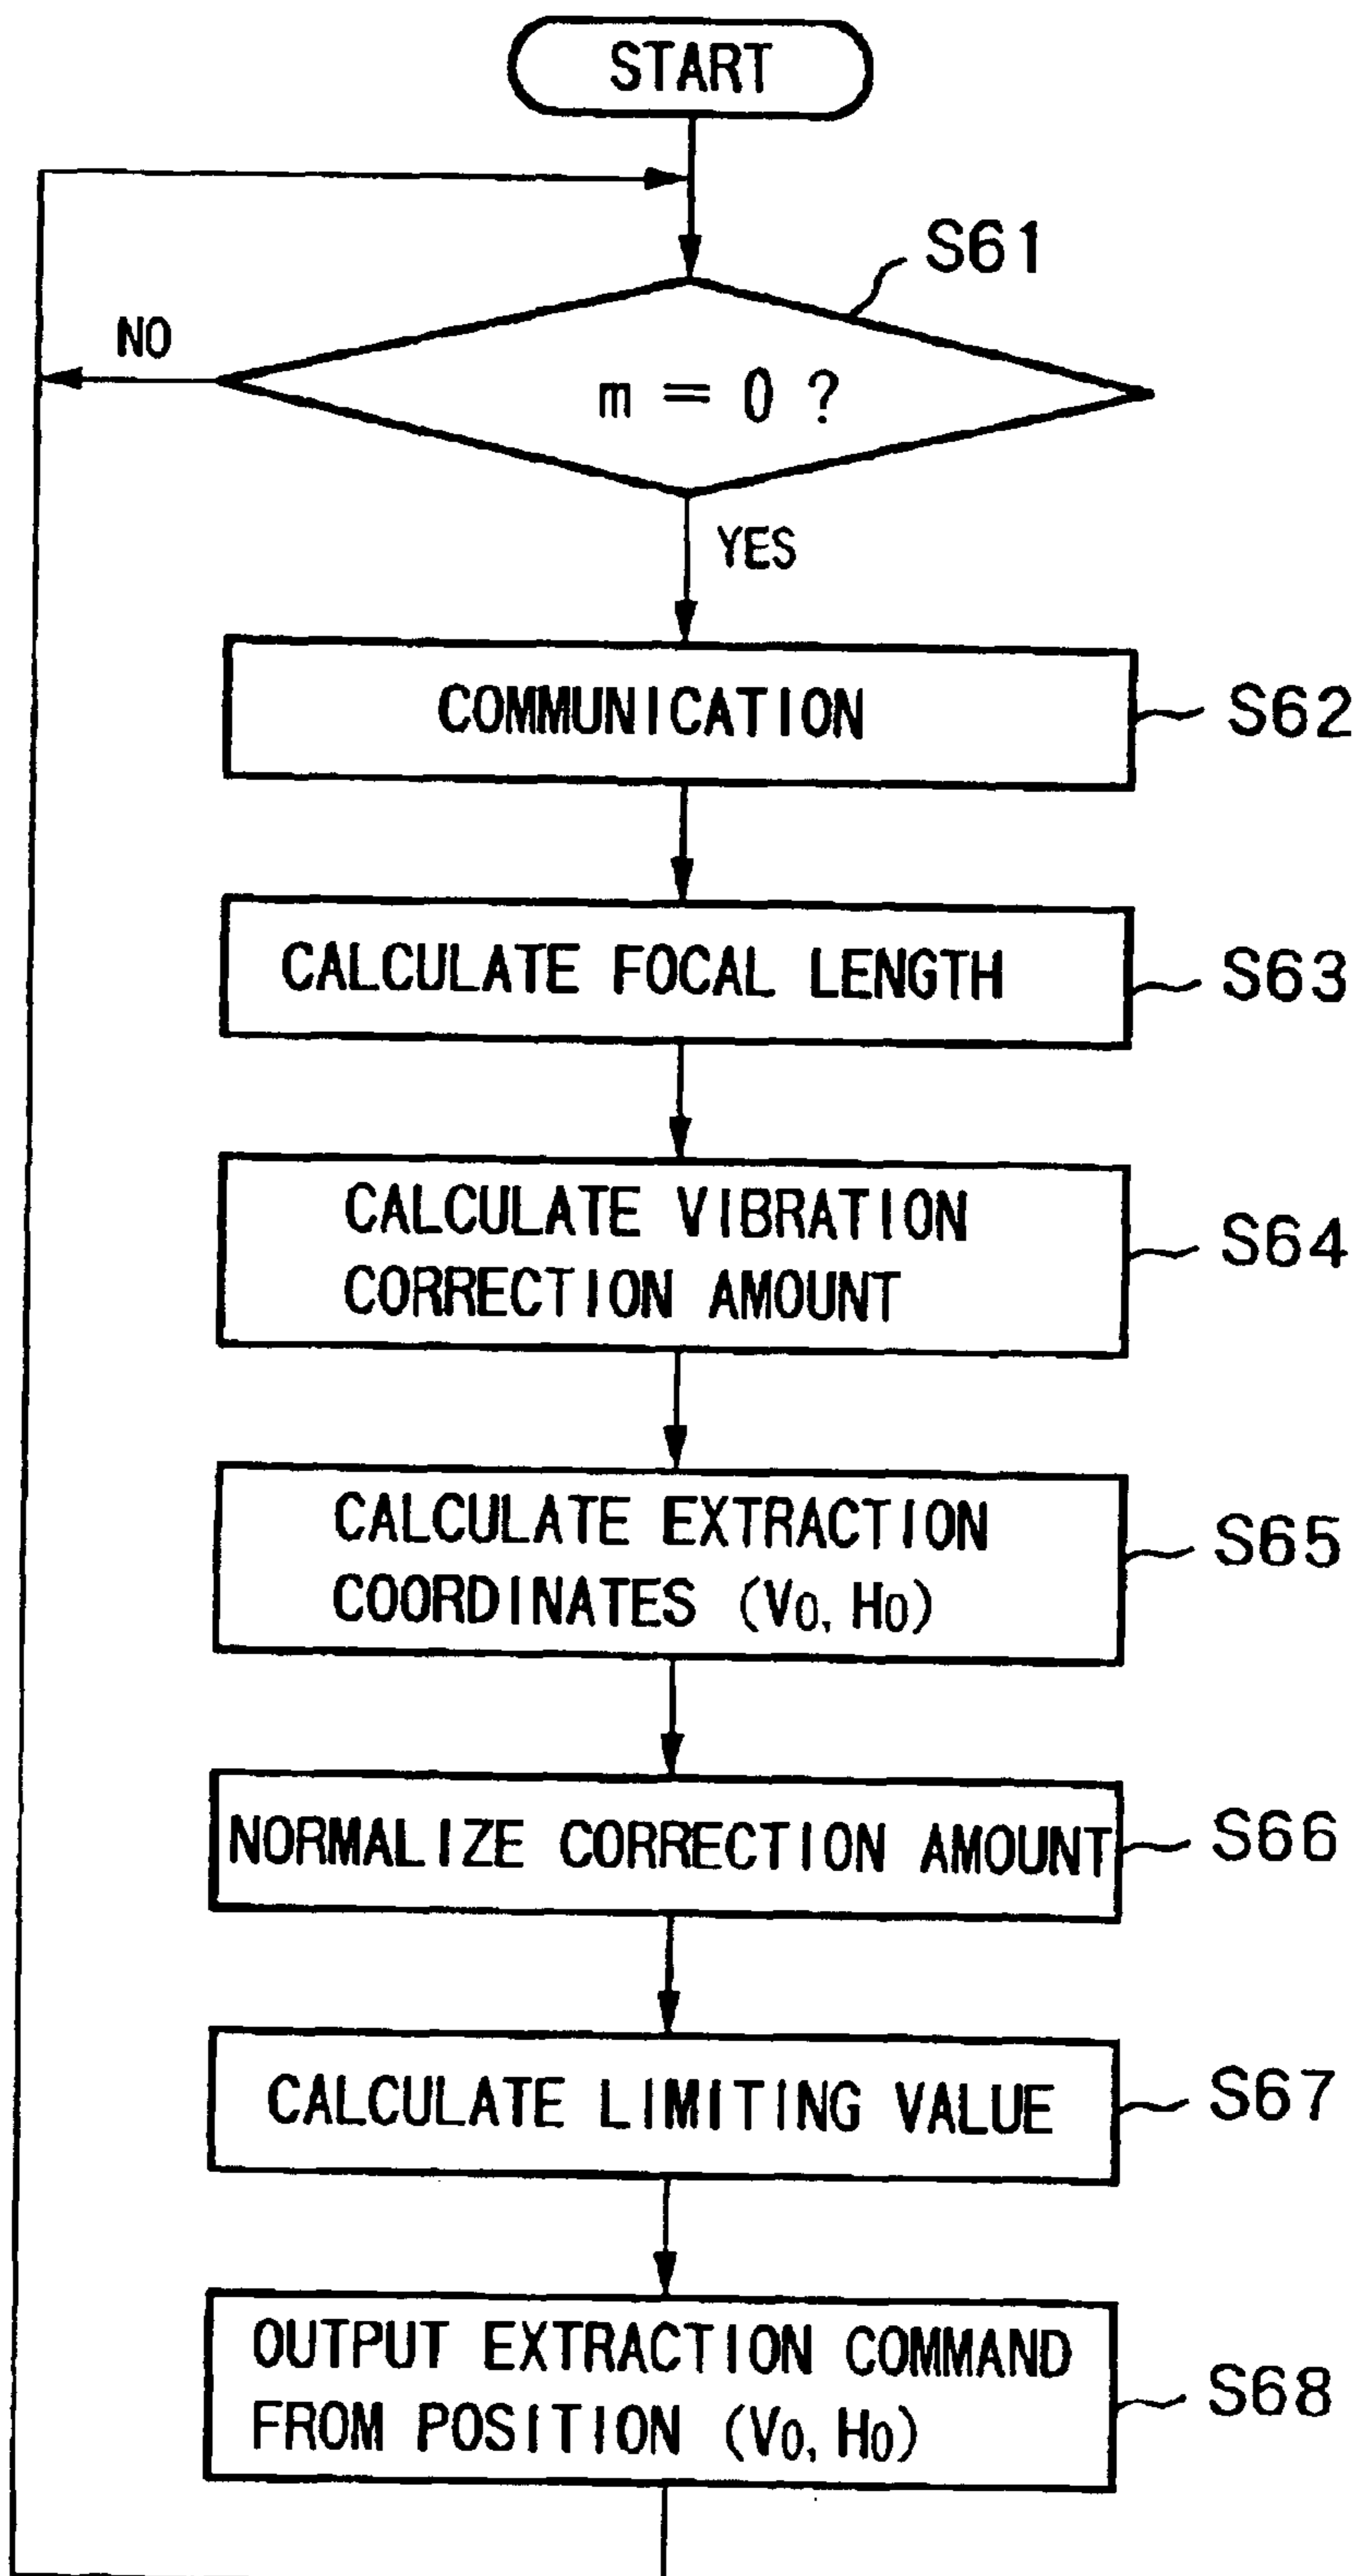 START
S61
NO
m = 0 ?
YES
COMMUNICATION
S62
CALCULATE FOCAL LENGTH
S63
CALCULATE VIBRATION
CORRECTION AMOUNT
S64
CALCULATE EXTRACTION
COORDINATES (V0, H0)
S65
NORMALIZE CORRECTION AMOUNT
S66
CALCULATE LIMITING VALUE
S67
OUTPUT EXTRACTION COMMAND
FROM POSITION (V0, H0)
S68